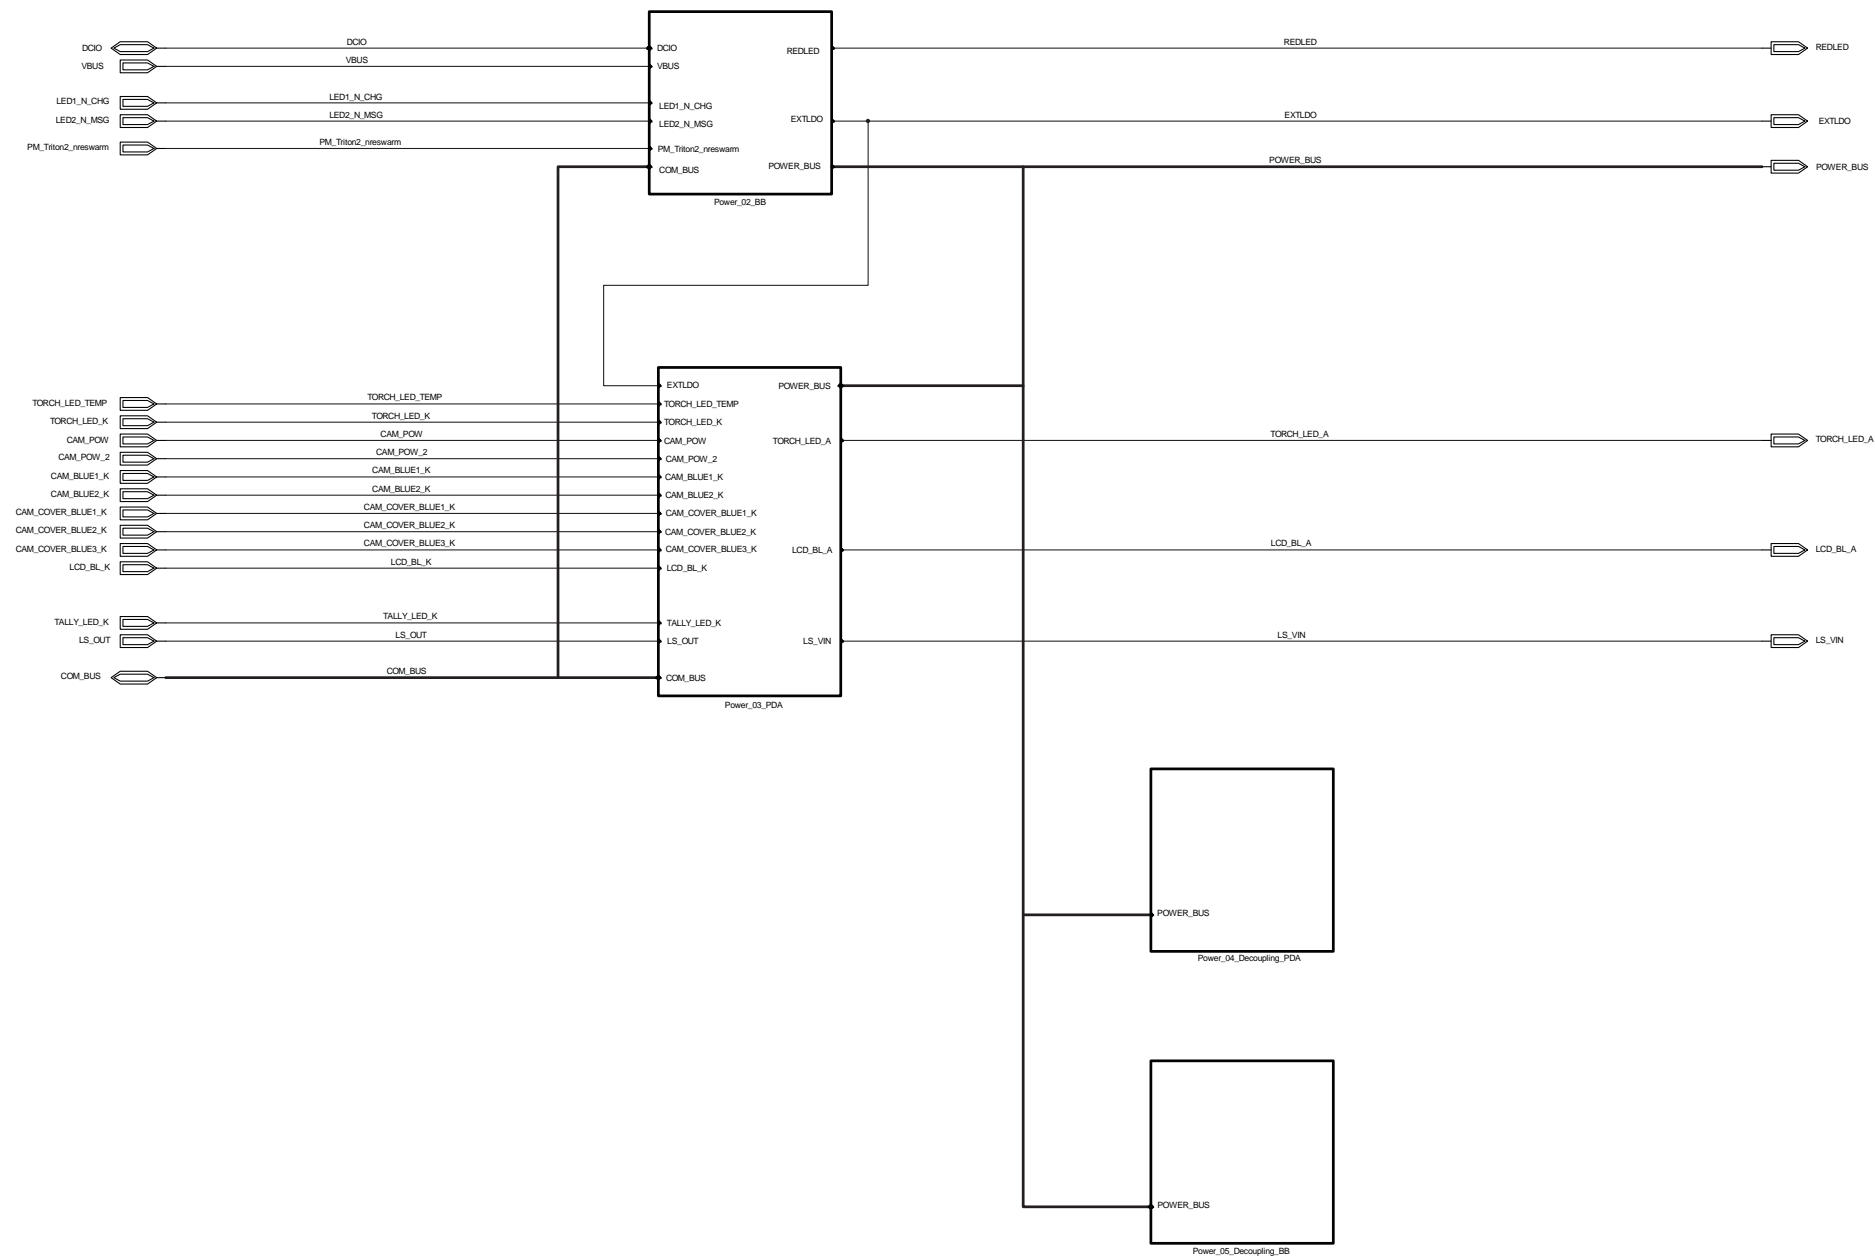 DCIO DCIO DCIO REDLED REDLED REDLED
VBUS VBUS VBUS
LED1_N_CHG LED1_N_CHG LED1_N_CHG
LED2_N_MSG LED2_N_MSG LED2_N_MSG EXTLDO EXTLDO EXTLDO
PM_Triton2_nreswarm PM_Triton2_nreswarm PM_Triton2_nreswarm
COM_BUS POWER_BUS POWER_BUS POWER_BUS
Power_02_BB
EXTLDO POWER_BUS
TORCH_LED_TEMP TORCH_LED_TEMP TORCH_LED_TEMP
TORCH_LED_K TORCH_LED_K TORCH_LED_K
CAM_POW CAM_POW CAM_POW TORCH_LED_A TORCH_LED_A TORCH_LED_A
CAM_POW_2 CAM_POW_2 CAM_POW_2
CAM_BLUE1_K CAM_BLUE1_K CAM_BLUE1_K
CAM_BLUE2_K CAM_BLUE2_K CAM_BLUE2_K
CAM_COVER_BLUE1_K CAM_COVER_BLUE1_K CAM_COVER_BLUE1_K
CAM_COVER_BLUE2_K CAM_COVER_BLUE2_K CAM_COVER_BLUE2_K
CAM_COVER_BLUE3_K CAM_COVER_BLUE3_K CAM_COVER_BLUE3_K LCD_BL_A LCD_BL_A LCD_BL_A
LCD_BL_K LCD_BL_K LCD_BL_K
TALLY_LED_K TALLY_LED_K TALLY_LED_K
LS_OUT LS_OUT LS_OUT LS_VIN LS_VIN LS_VIN
COM_BUS COM_BUS COM_BUS
Power_03_PDA
POWER_BUS
Power_04_Decoupling_PDA
POWER_BUS
Power_05_Decoupling_BB